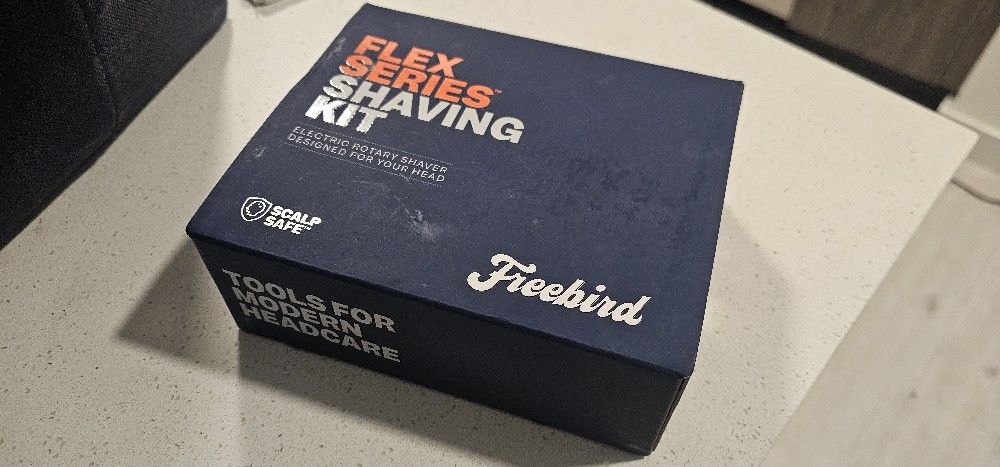 FLEX
SERIES™
SHAVING
KIT
ELECTRIC ROTARY SHAVER
DESIGNED FOR YOUR HEAD
SCALP
SAFE™
Freebird
TOOLS FOR
MODERN
HEADCARE